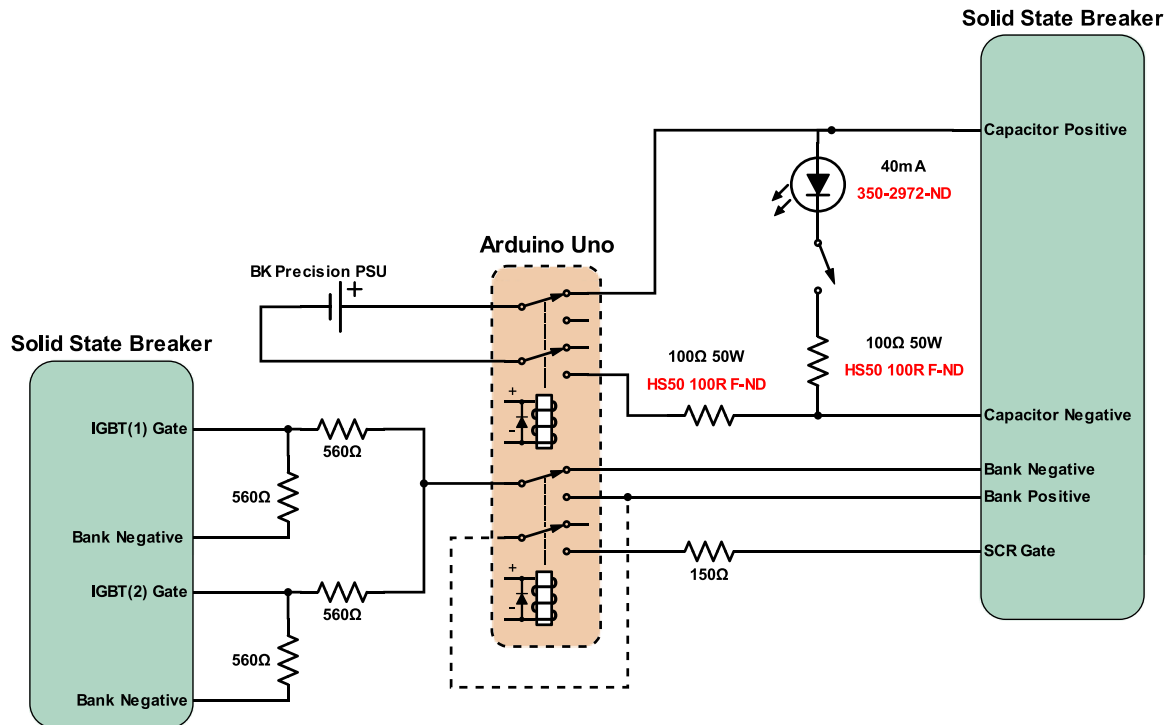 Solid State Breaker
Capacitor Positive
40mA
350-2972-ND
Arduino Uno
BK Precision PSU
+
Solid State Breaker
100Ω 50W
HS50 100R F-ND
100Ω 50W
HS50 100R F-ND
Capacitor Negative
+
-
IGBT(1) Gate
560Ω
560Ω
Bank Negative
Bank Negative
Bank Positive
SCR Gate
150Ω
+
-
IGBT(2) Gate
560Ω
560Ω
Bank Negative